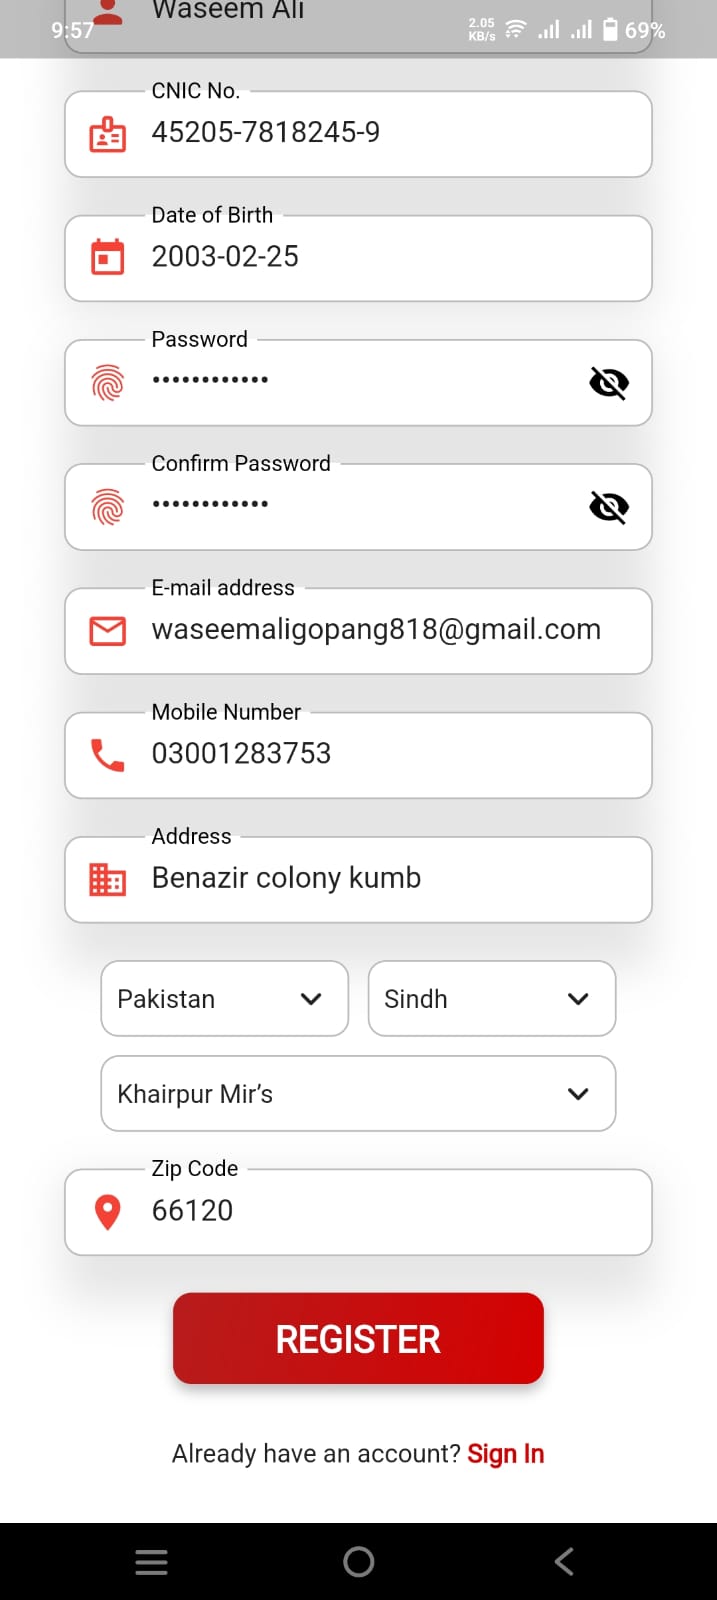 9:57
2.05 KB/s
69%
Waseem Ali
CNIC No.
45205-7818245-9
Date of Birth
2003-02-25
Password
••••••••••••
Confirm Password
••••••••••••
E-mail address
waseemaligopang818@gmail.com
Mobile Number
03001283753
Address
Benazir colony kumb
Pakistan
Sindh
Khairpur Mir’s
Zip Code
66120
REGISTER
Already have an account? Sign In